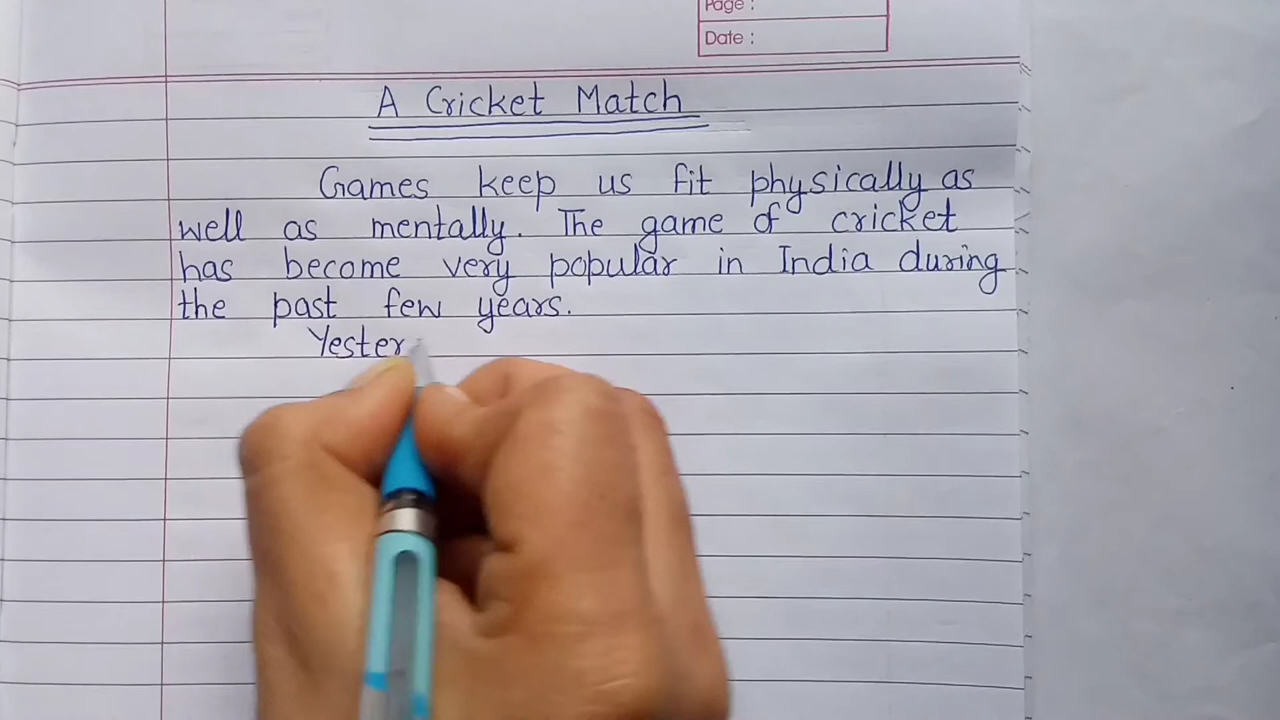 Page :
Date :
A Cricket Match
Games keep us fit physically as
well as mentally. The game of cricket
has become very popular in India during
the past few years.
Yester